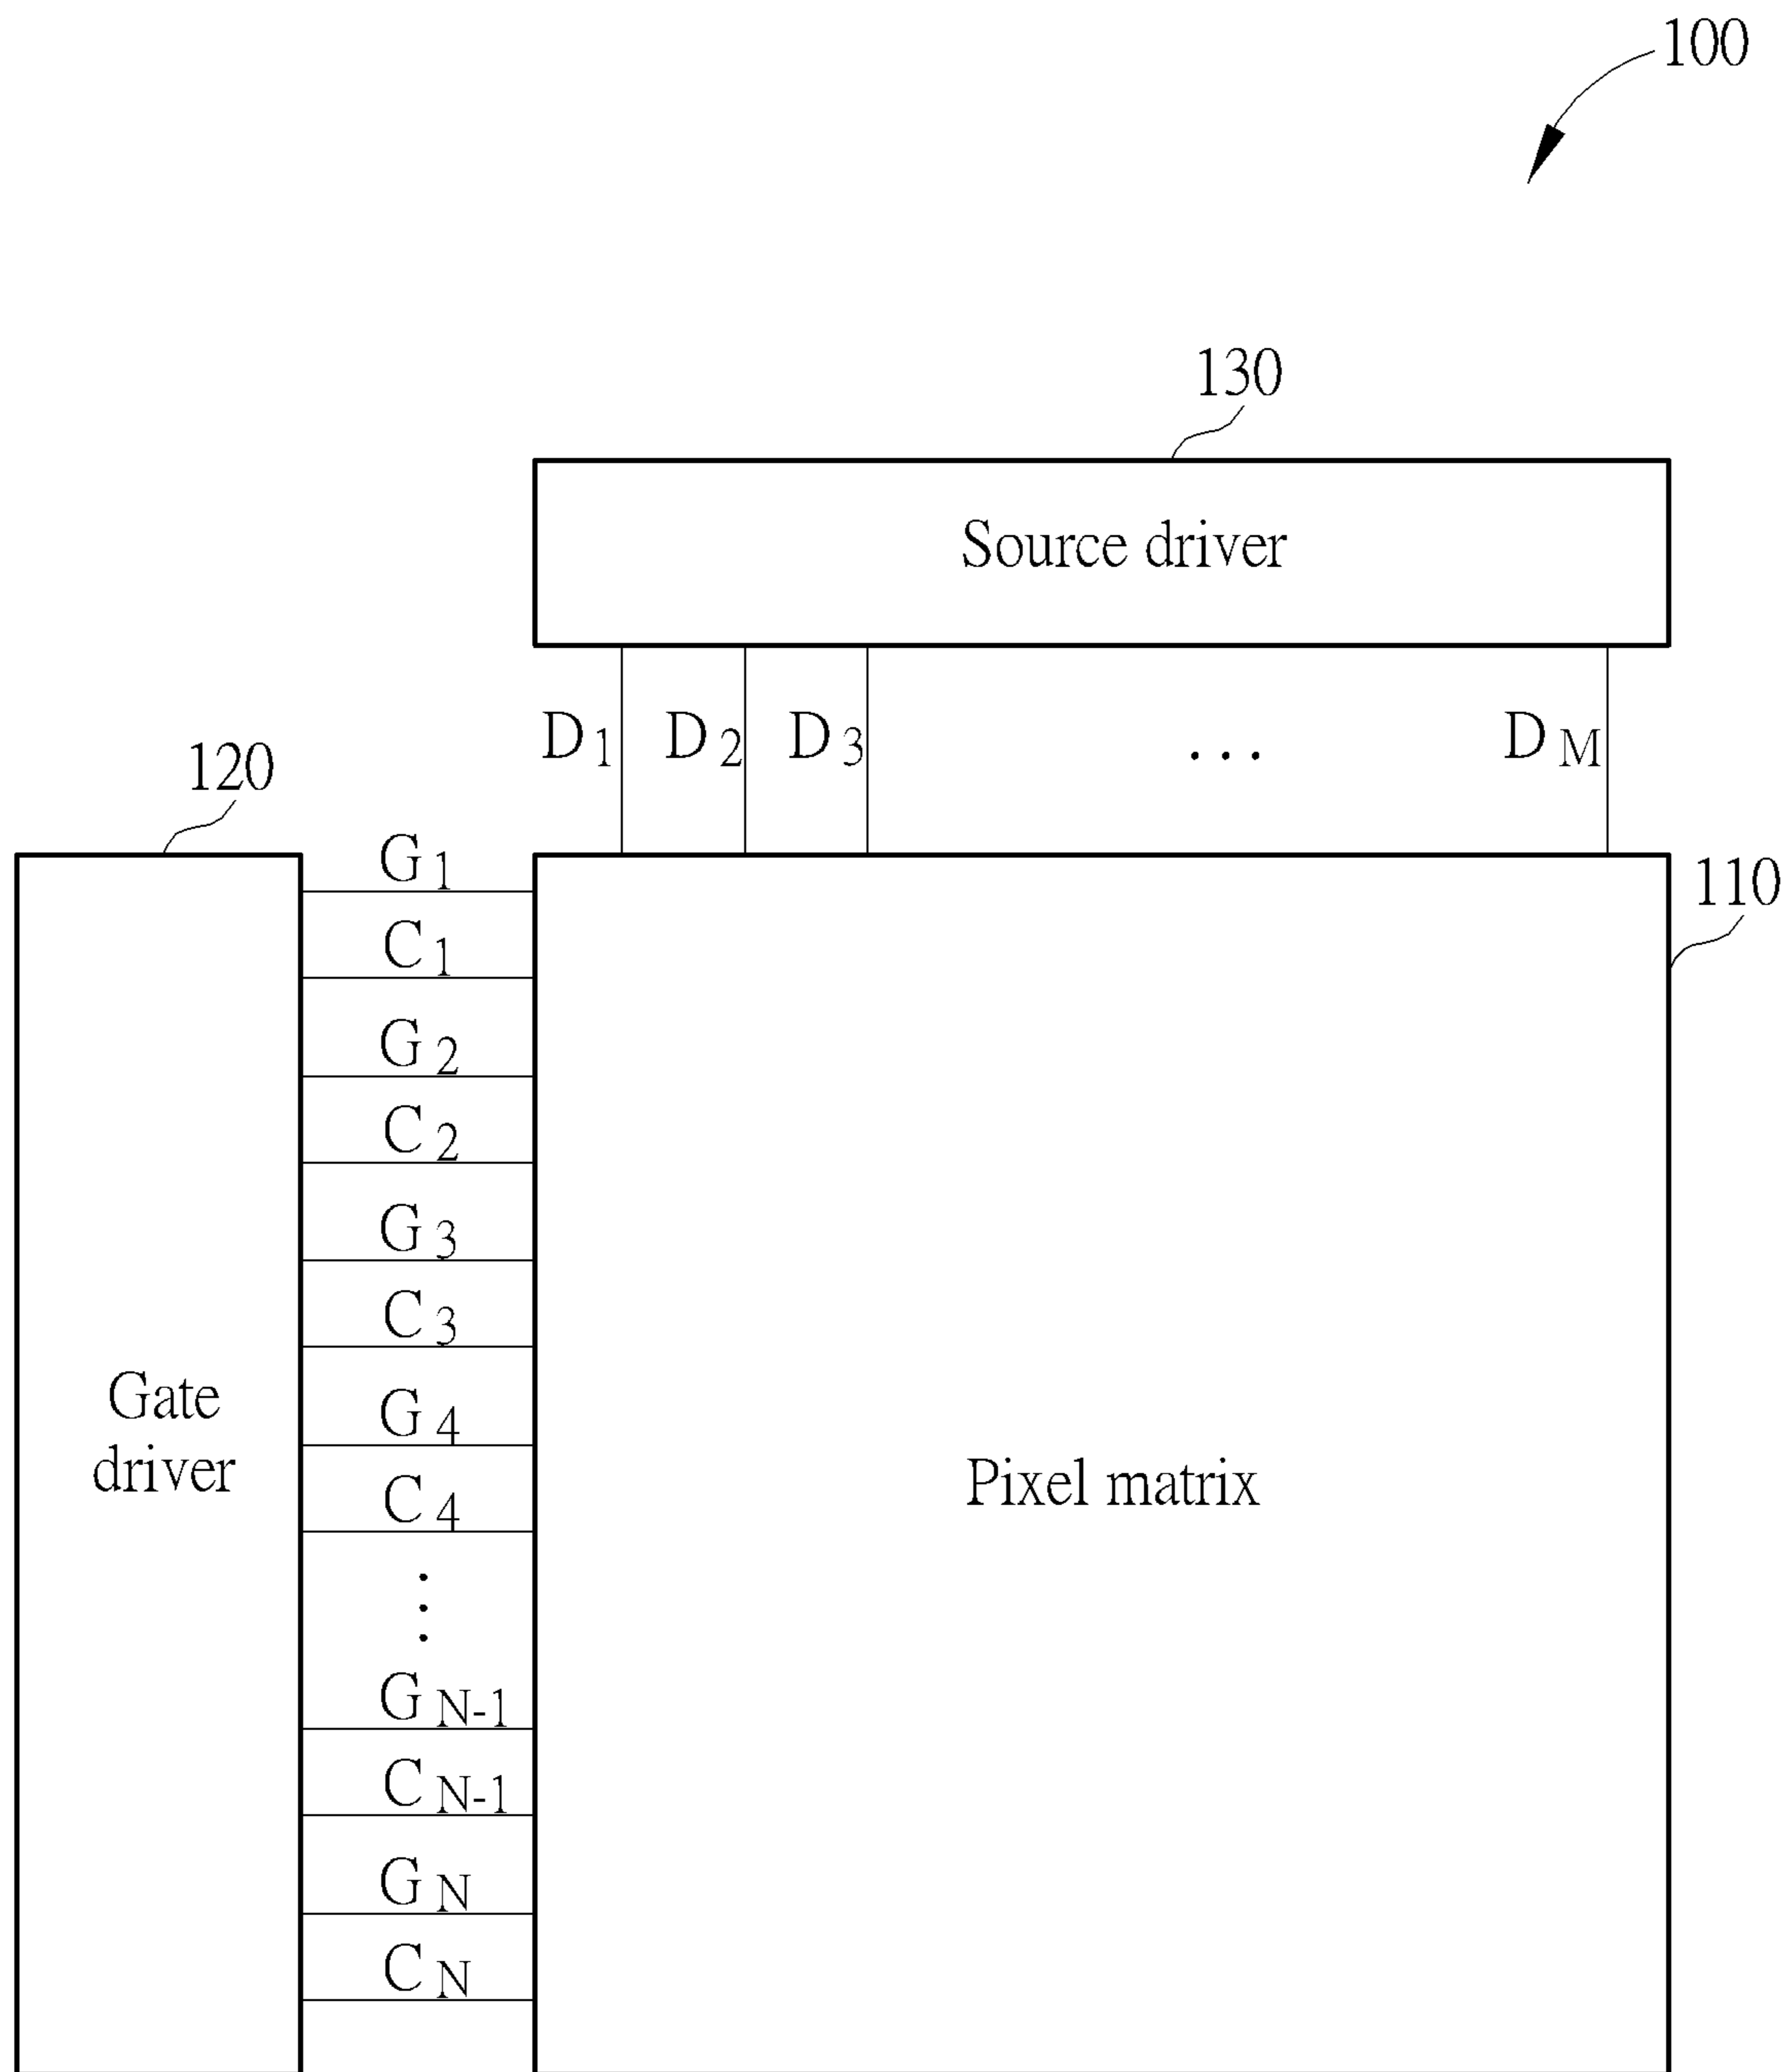 100
130
Source driver
D1 D2 D3 ... DM
120
110
G1
C1
G2
C2
G3
C3
G4
C4
Gate
driver
Pixel matrix
⋮
GN-1
CN-1
GN
CN